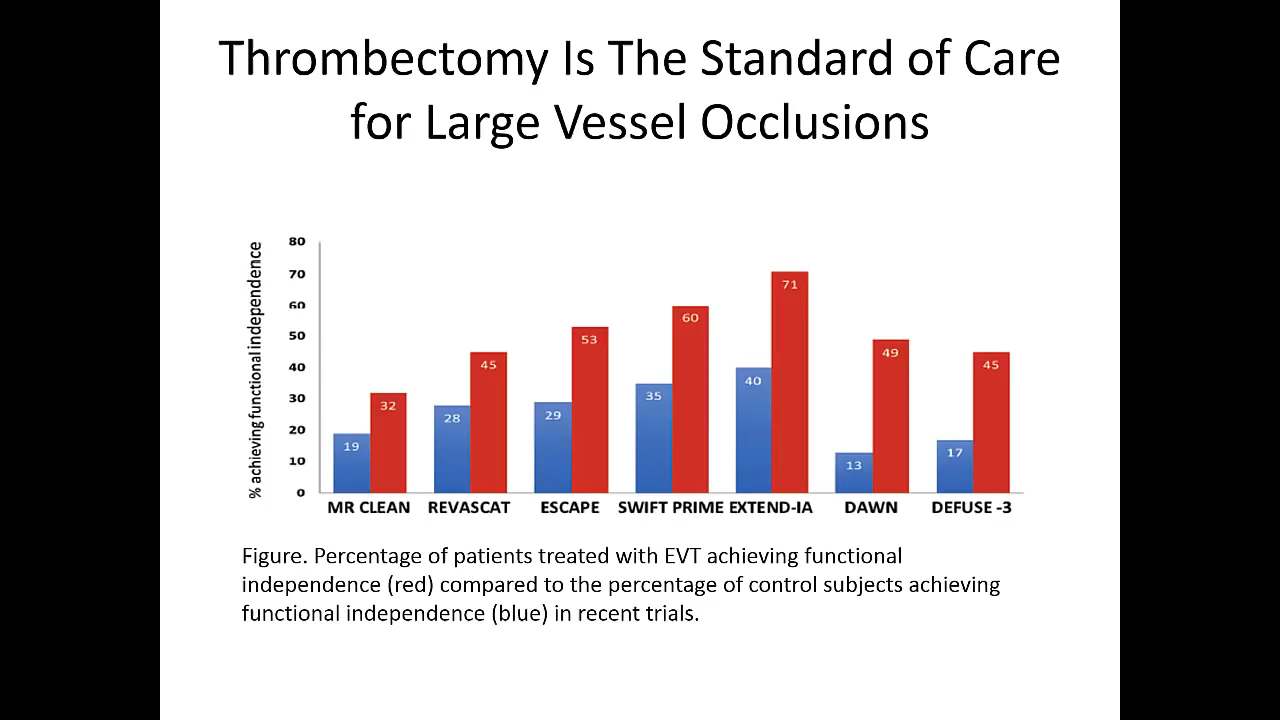 Thrombectomy Is The Standard of Care
for Large Vessel Occlusions
% achieving functional independence
80
70
60
50
40
30
20
10
0
19
32
28
45
29
53
35
60
40
71
13
49
17
45
MR CLEAN
REVASCAT
ESCAPE
SWIFT PRIME
EXTEND-IA
DAWN
DEFUSE -3
Figure. Percentage of patients treated with EVT achieving functional
independence (red) compared to the percentage of control subjects achieving
functional independence (blue) in recent trials.